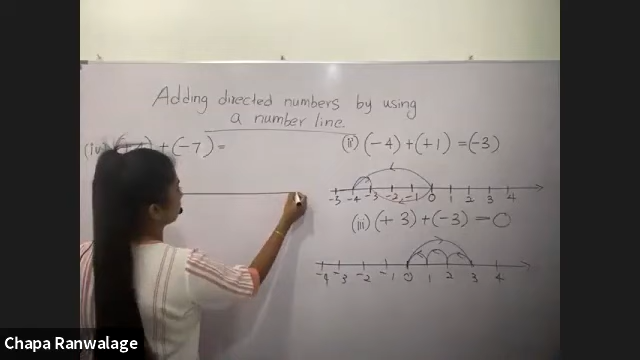 Adding directed numbers by using
a number line.
(iv) (+4) + (-7) =
(ii) (-4) + (+1) = (-3)
-5 -4 -3 -2 -1 0 1 2 3 4
(iii) (+3) + (-3) = 0
-4 -3 -2 -1 0 1 2 3 4
Chapa Ranwalage